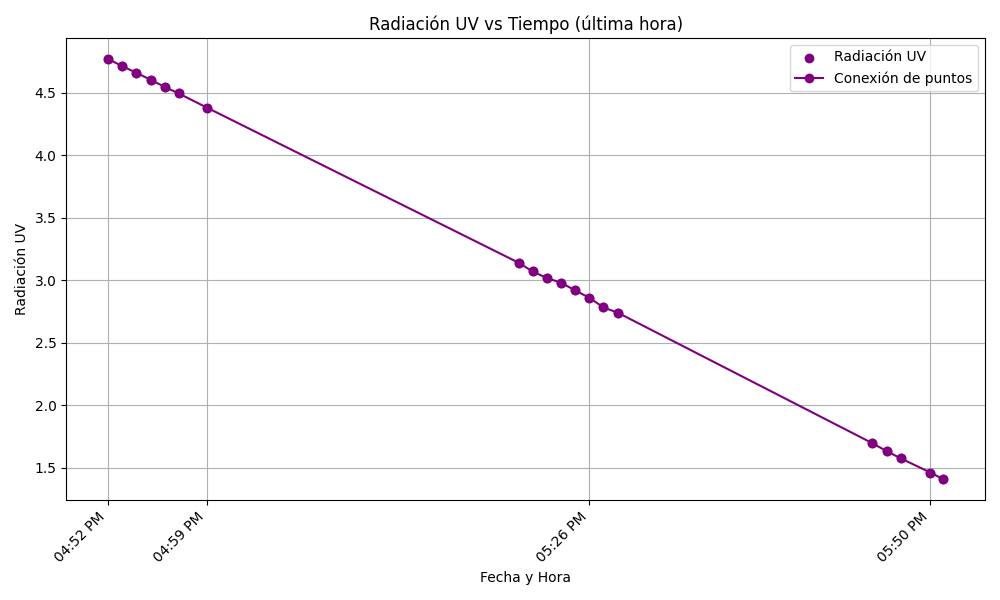 Radiación UV vs Tiempo (última hora)
Radiación UV
Conexión de puntos
Radiación UV
4.5
4.0
3.5
3.0
2.5
2.0
1.5
04:52 PM
04:59 PM
05:26 PM
05:50 PM
Fecha y Hora